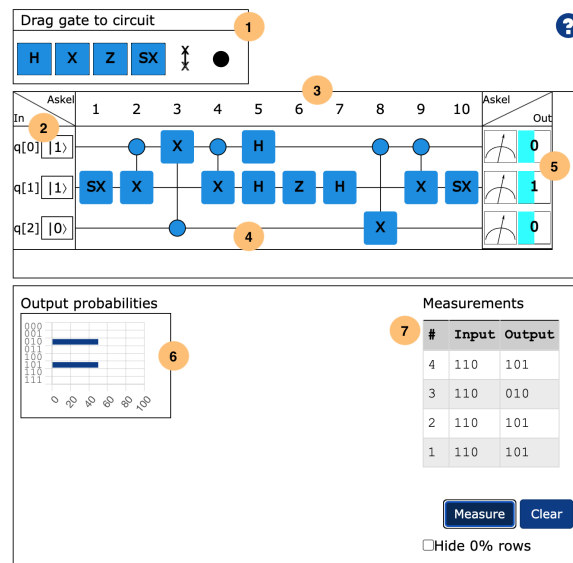 Drag gate to circuit
1
?
H X Z SX X X
3
Askel 1 2 3 4 5 6 7 8 9 10 Askel
In 2 Out
q[0] |1⟩ X H 0
5
q[1] |1⟩ SX X X H Z H X SX 1
q[2] |0⟩ X 0
4
Output probabilities
000
001
010
011
100
101
110
111
0 20 40 60 80 100
6
Measurements
7
# Input Output
4 110 101
3 110 010
2 110 101
1 110 101
Measure Clear
Hide 0% rows